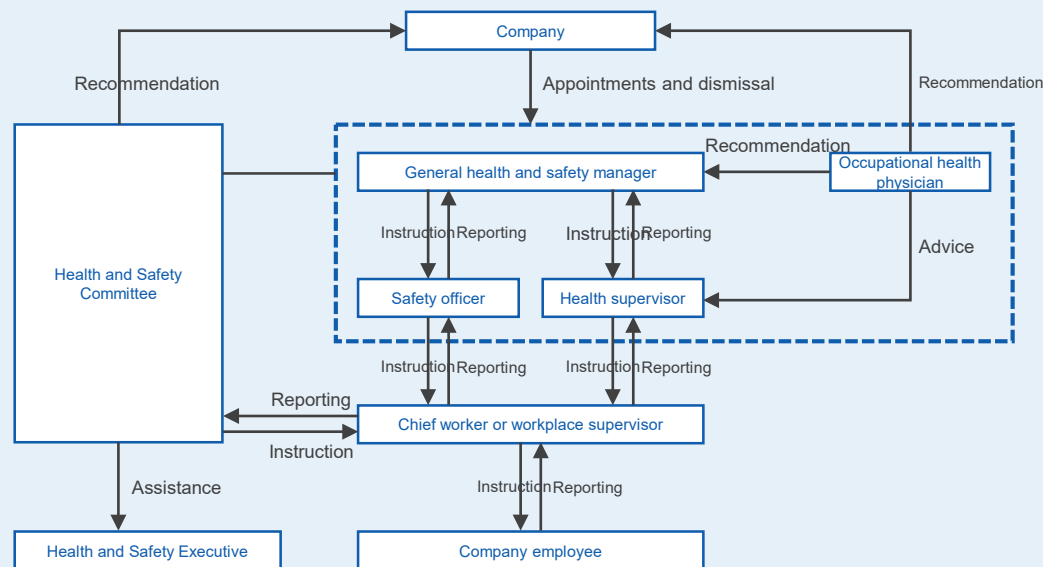 Company
Recommendation
Appointments and dismissal
Recommendation
Recommendation
General health and safety manager
Occupational health
physician
Instruction
Reporting
Instruction
Reporting
Advice
Health and Safety
Committee
Safety officer
Health supervisor
Instruction
Reporting
Instruction
Reporting
Reporting
Chief worker or workplace supervisor
Instruction
Assistance
Instruction
Reporting
Health and Safety Executive
Company employee